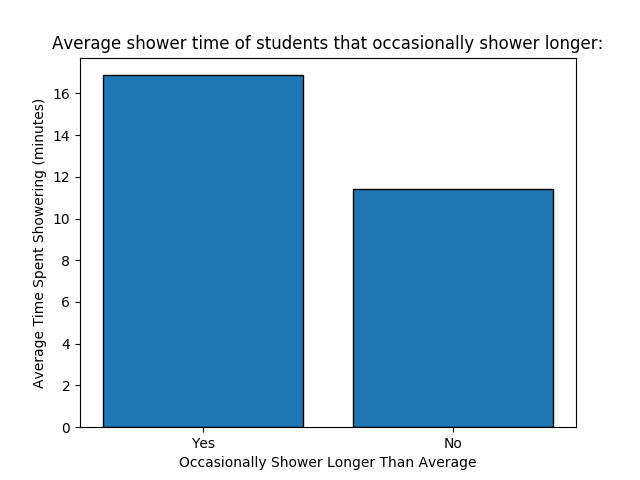 Average shower time of students that occasionally shower longer:
Average Time Spent Showering (minutes)
16
14
12
10
8
6
4
2
0
Yes
No
Occasionally Shower Longer Than Average